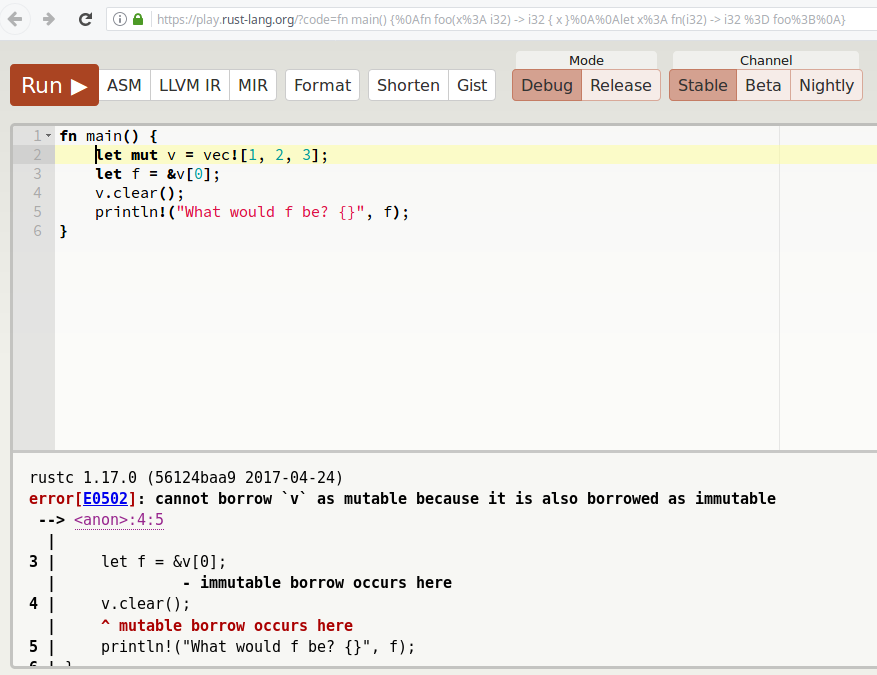 https://play.rust-lang.org/?code=fn main() {%0Afn foo(x%3A i32) -> i32 { x }%0A%0Alet x%3A fn(i32) -> i32 %3D foo%3B%0A}
Mode Channel
Run ▶ ASM LLVM IR MIR Format Shorten Gist Debug Release Stable Beta Nightly
1 fn main() {
2     let mut v = vec![1, 2, 3];
3     let f = &v[0];
4     v.clear();
5     println!("What would f be? {}", f);
6 }
rustc 1.17.0 (56124baa9 2017-04-24)
error[E0502]: cannot borrow `v` as mutable because it is also borrowed as immutable
 --> <anon>:4:5
  |
3 |     let f = &v[0];
  |              - immutable borrow occurs here
4 |     v.clear();
  |     ^ mutable borrow occurs here
5 |     println!("What would f be? {}", f);
6 | }